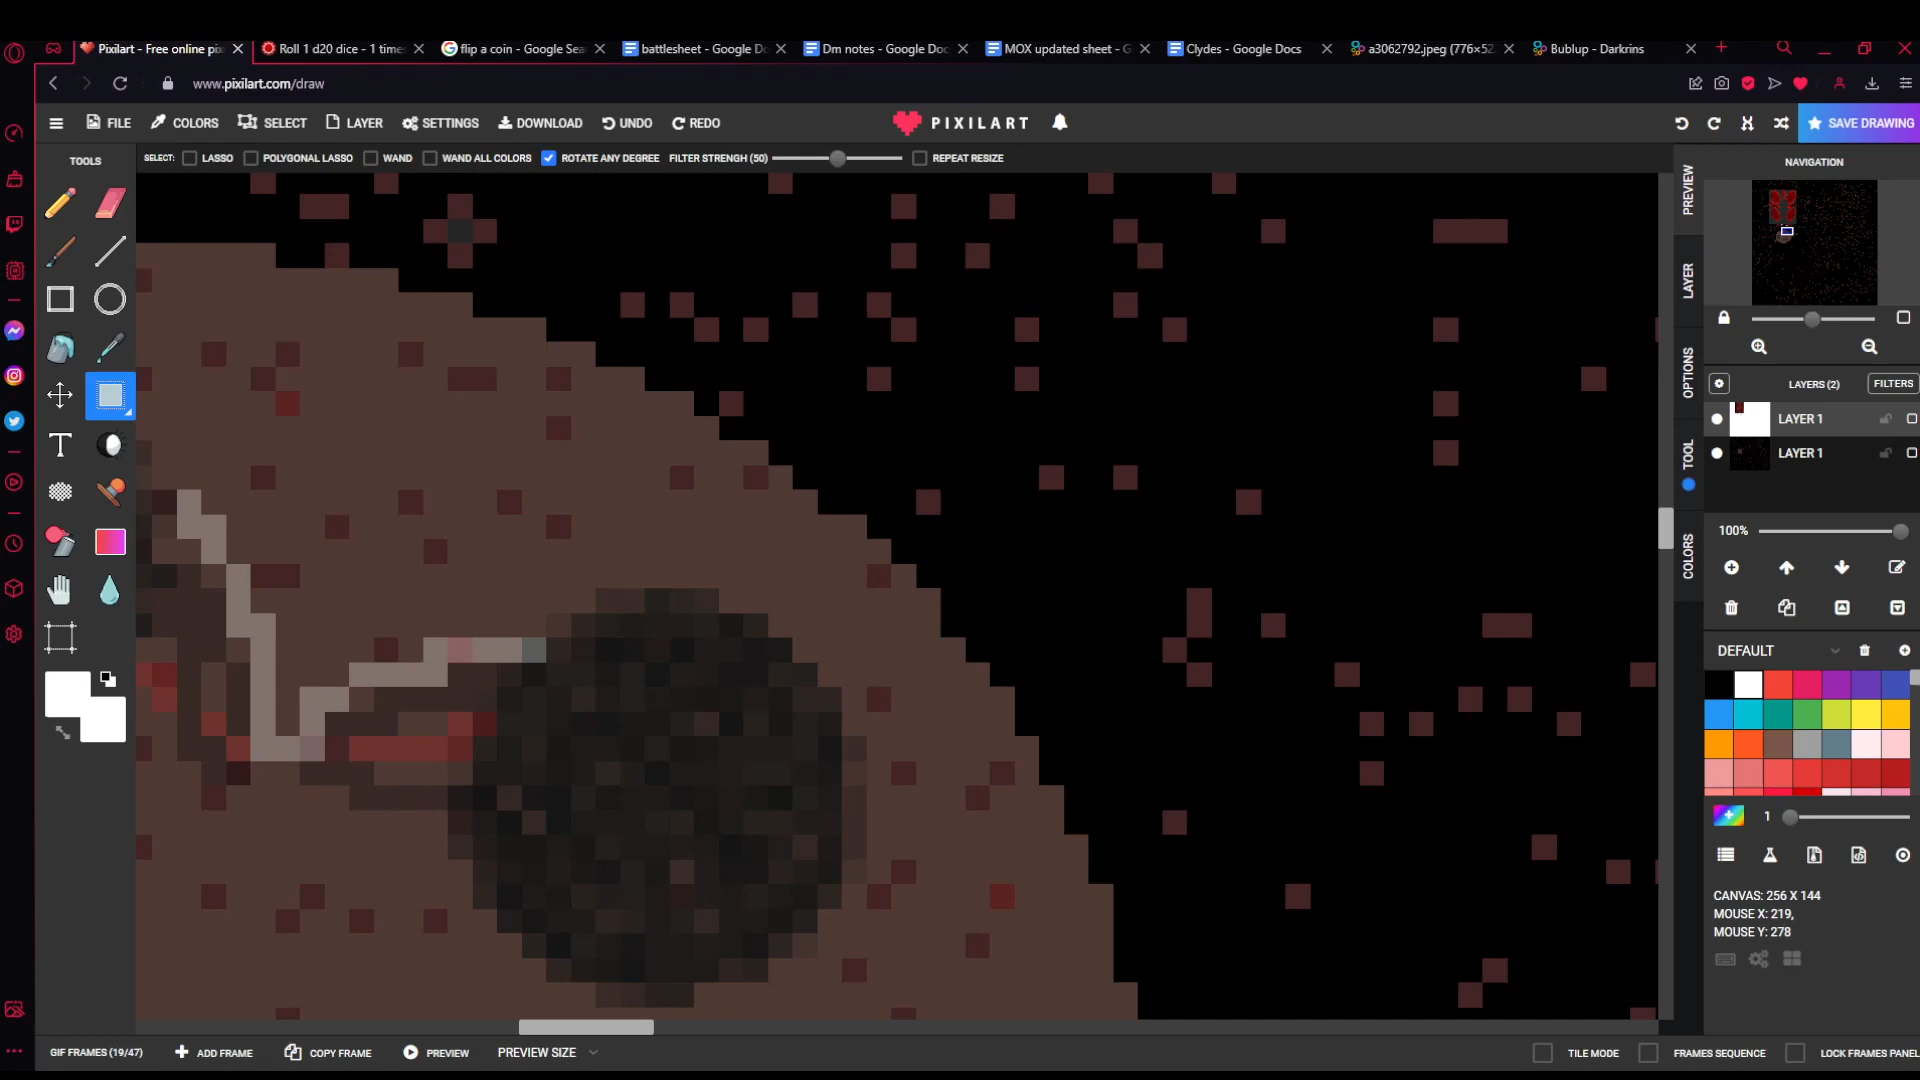 Pixilart - Free online pix
Roll 1 d20 dice - 1 time
flip a coin - Google Sea
battlesheet - Google Do
Dm notes - Google Doc
MOX updated sheet - G
Clydes - Google Docs
a3062792.jpeg (776×52
Bublup - Darkrins
www.pixilart.com/draw
FILE
COLORS
SELECT
LAYER
SETTINGS
DOWNLOAD
UNDO
REDO
PIXILART
SAVE DRAWING
TOOLS
SELECT:
LASSO
POLYGONAL LASSO
WAND
WAND ALL COLORS
ROTATE ANY DEGREE
FILTER STRENGH (50)
REPEAT RESIZE
PREVIEW
LAYER
OPTIONS
TOOL
COLORS
NAVIGATION
LAYERS (2)
FILTERS
LAYER 1
LAYER 1
100%
DEFAULT
1
CANVAS: 256 X 144
MOUSE X: 219,
MOUSE Y: 278
GIF FRAMES (19/47)
ADD FRAME
COPY FRAME
PREVIEW
PREVIEW SIZE
TILE MODE
FRAMES SEQUENCE
LOCK FRAMES PANEL